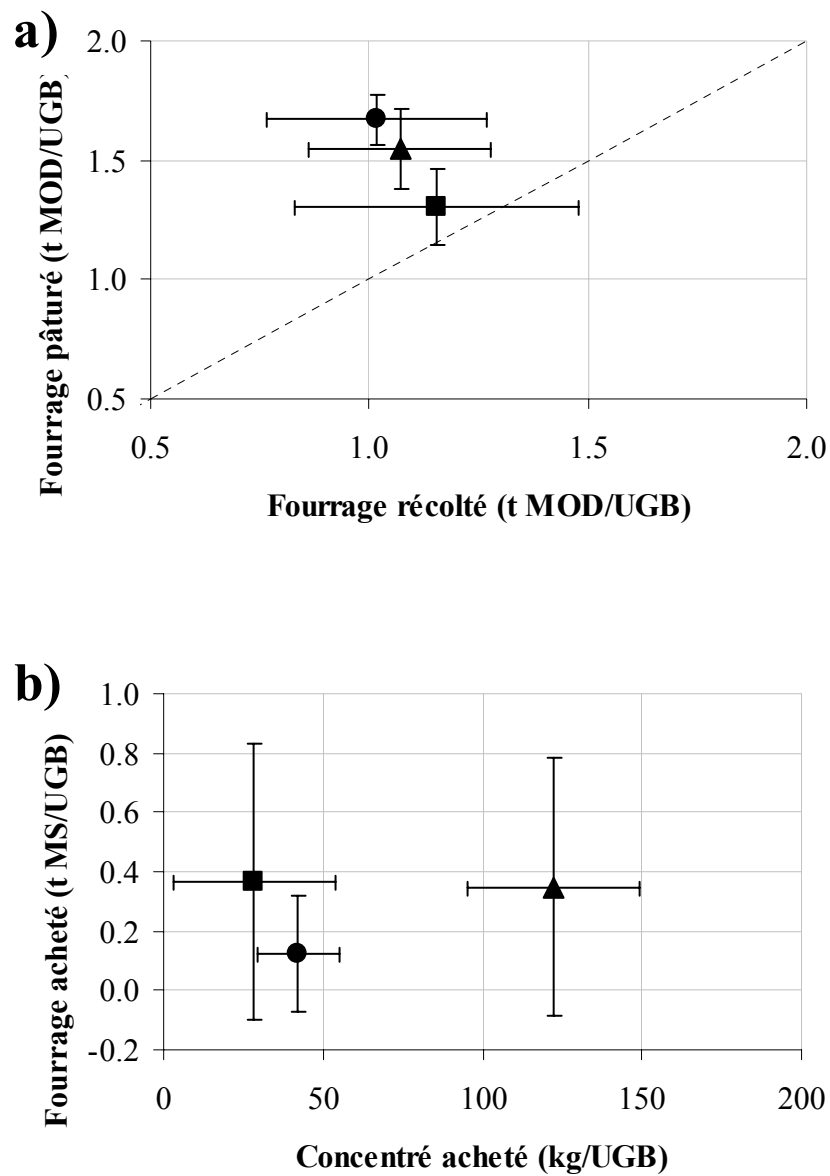 a)
2.0
1.5
1.0
0.5
Fourrage pâturé (t MOD/UGB)
0.5 1.0 1.5 2.0
Fourrage récolté (t MOD/UGB)
b)
1.0
0.8
0.6
0.4
0.2
0.0
-0.2
Fourrage acheté (t MS/UGB)
0 50 100 150 200
Concentré acheté (kg/UGB)